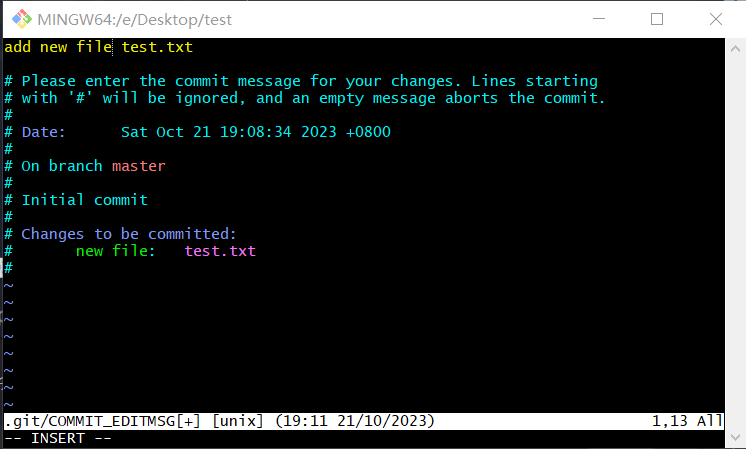 MINGW64:/e/Desktop/test
add new file test.txt
# Please enter the commit message for your changes. Lines starting
# with '#' will be ignored, and an empty message aborts the commit.
#
# Date:      Sat Oct 21 19:08:34 2023 +0800
#
# On branch master
#
# Initial commit
#
# Changes to be committed:
#       new file:   test.txt
#
~
~
~
~
~
~
~
~
.git/COMMIT_EDITMSG[+] [unix] (19:11 21/10/2023) 1,13 All
-- INSERT --